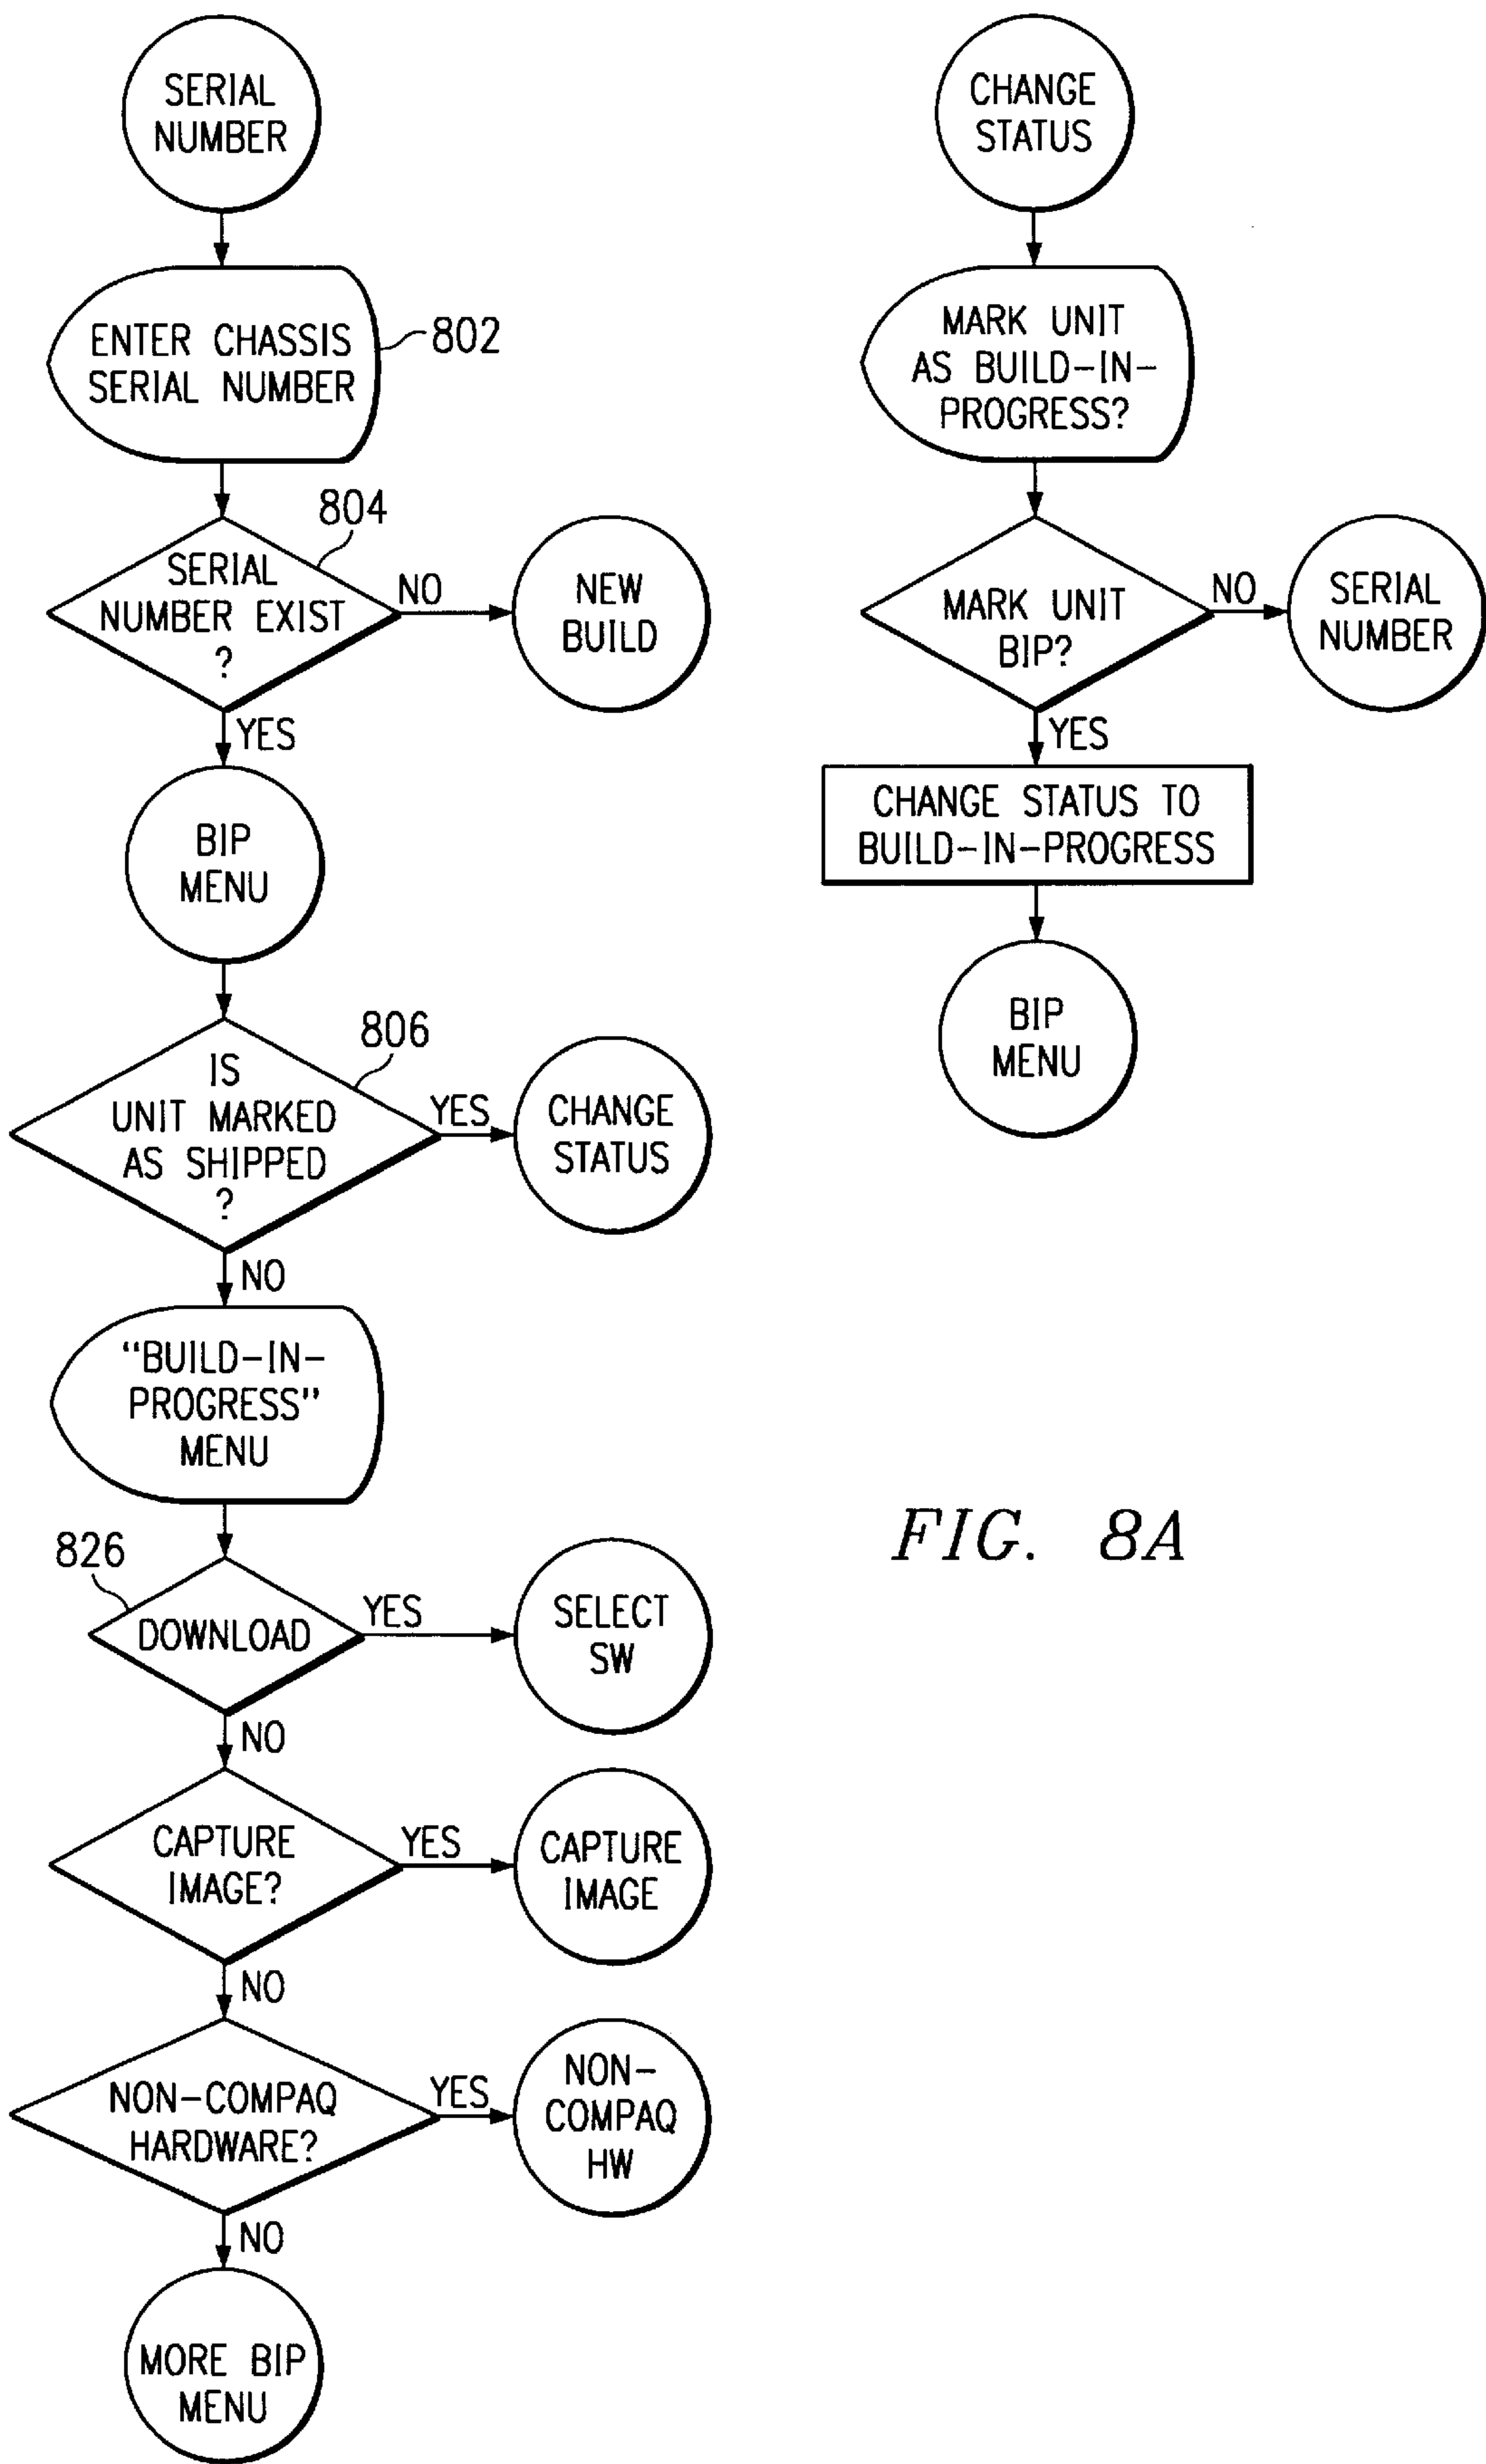 SERIAL
NUMBER
ENTER CHASSIS
SERIAL NUMBER
802
804
SERIAL
NUMBER EXIST
?
NO
NEW
BUILD
YES
BIP
MENU
806
IS
UNIT MARKED
AS SHIPPED
?
YES
CHANGE
STATUS
NO
"BUILD-IN-
PROGRESS"
MENU
826
DOWNLOAD
YES
SELECT
SW
NO
CAPTURE
IMAGE?
YES
CAPTURE
IMAGE
NO
NON-COMPAQ
HARDWARE?
YES
NON-
COMPAQ
HW
NO
MORE BIP
MENU
CHANGE
STATUS
MARK UNIT
AS BUILD-IN-
PROGRESS?
MARK UNIT
BIP?
NO
SERIAL
NUMBER
YES
CHANGE STATUS TO
BUILD-IN-PROGRESS
BIP
MENU
FIG. 8A